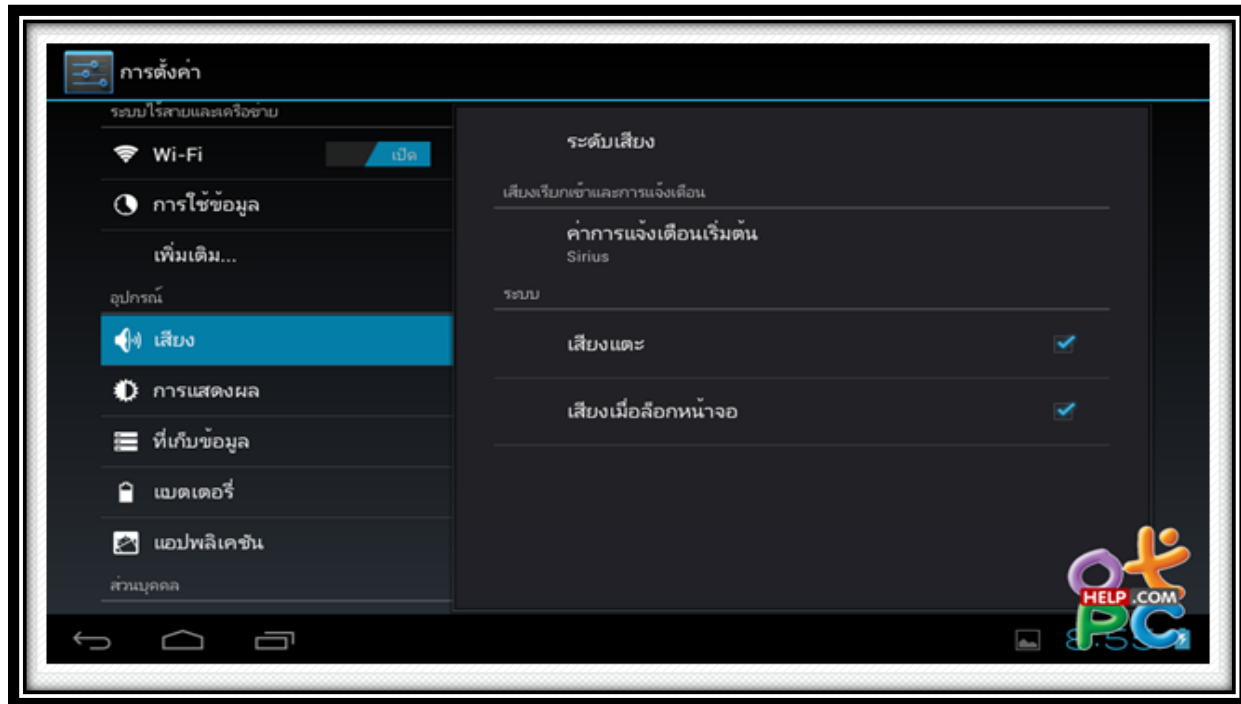 การตั้งค่า
ระบบไร้สายและเครือข่าย
Wi-Fi เปิด
การใช้ข้อมูล
เพิ่มเติม...
อุปกรณ์
เสียง
การแสดงผล
ที่เก็บข้อมูล
แบตเตอรี่
แอปพลิเคชัน
ส่วนบุคคล
ระดับเสียง
เสียงเรียกเข้าและการแจ้งเตือน
ค่าการแจ้งเตือนเริ่มต้น
Sirius
ระบบ
เสียงแตะ
เสียงเมื่อล็อกหน้าจอ
HELP .COM
PC